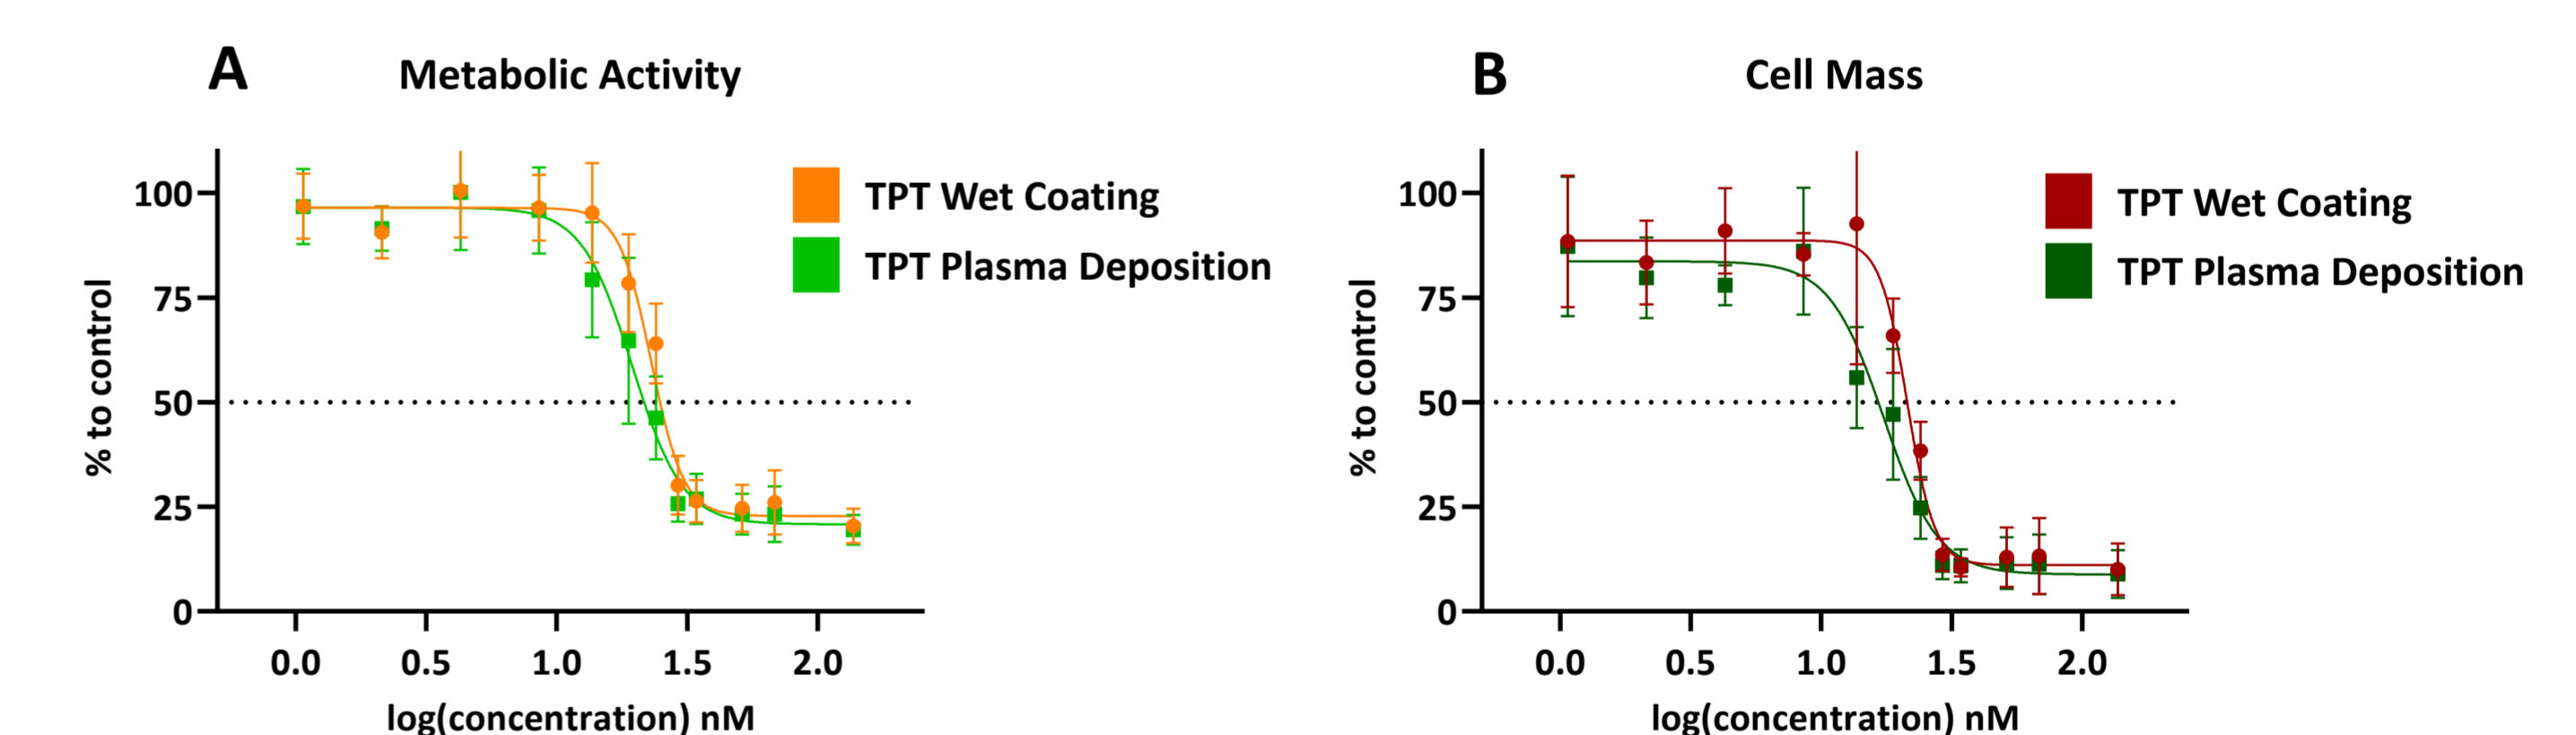 A
Metabolic Activity
% to control
100
75
50
25
0
0.0 0.5 1.0 1.5 2.0
log(concentration) nM
TPT Wet Coating
TPT Plasma Deposition
B
Cell Mass
% to control
100
75
50
25
0
0.0 0.5 1.0 1.5 2.0
log(concentration) nM
TPT Wet Coating
TPT Plasma Deposition